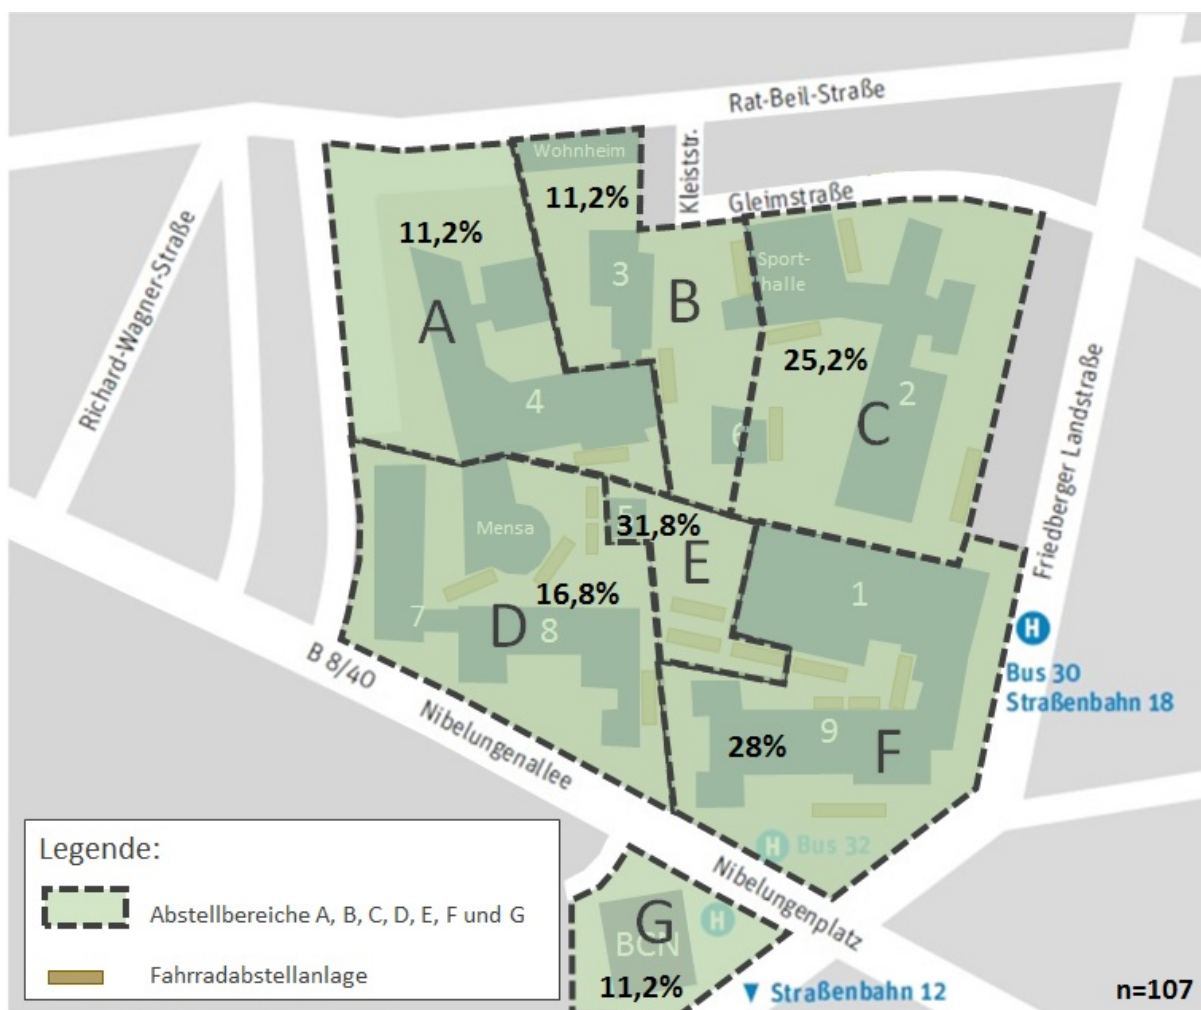 Rat-Beil-Straße
Wohnheim
Kleiststr.
Gleimstraße
11,2%
11,2%
Richard-Wagner-Straße
3
Sport-
halle
B
A
25,2%
2
4
C
6
Friedberger Landstraße
Mensa
5
31,8%
E
16,8%
1
7
D
8
H
B 8/40
Bus 30
Straßenbahn 18
Nibelungenallee
28%
9
F
H Bus 32
Legende:
Abstellbereiche A, B, C, D, E, F und G
Fahrradabstellanlage
Nibelungenplatz
G
H
BCN
11,2%
Straßenbahn 12
n=107